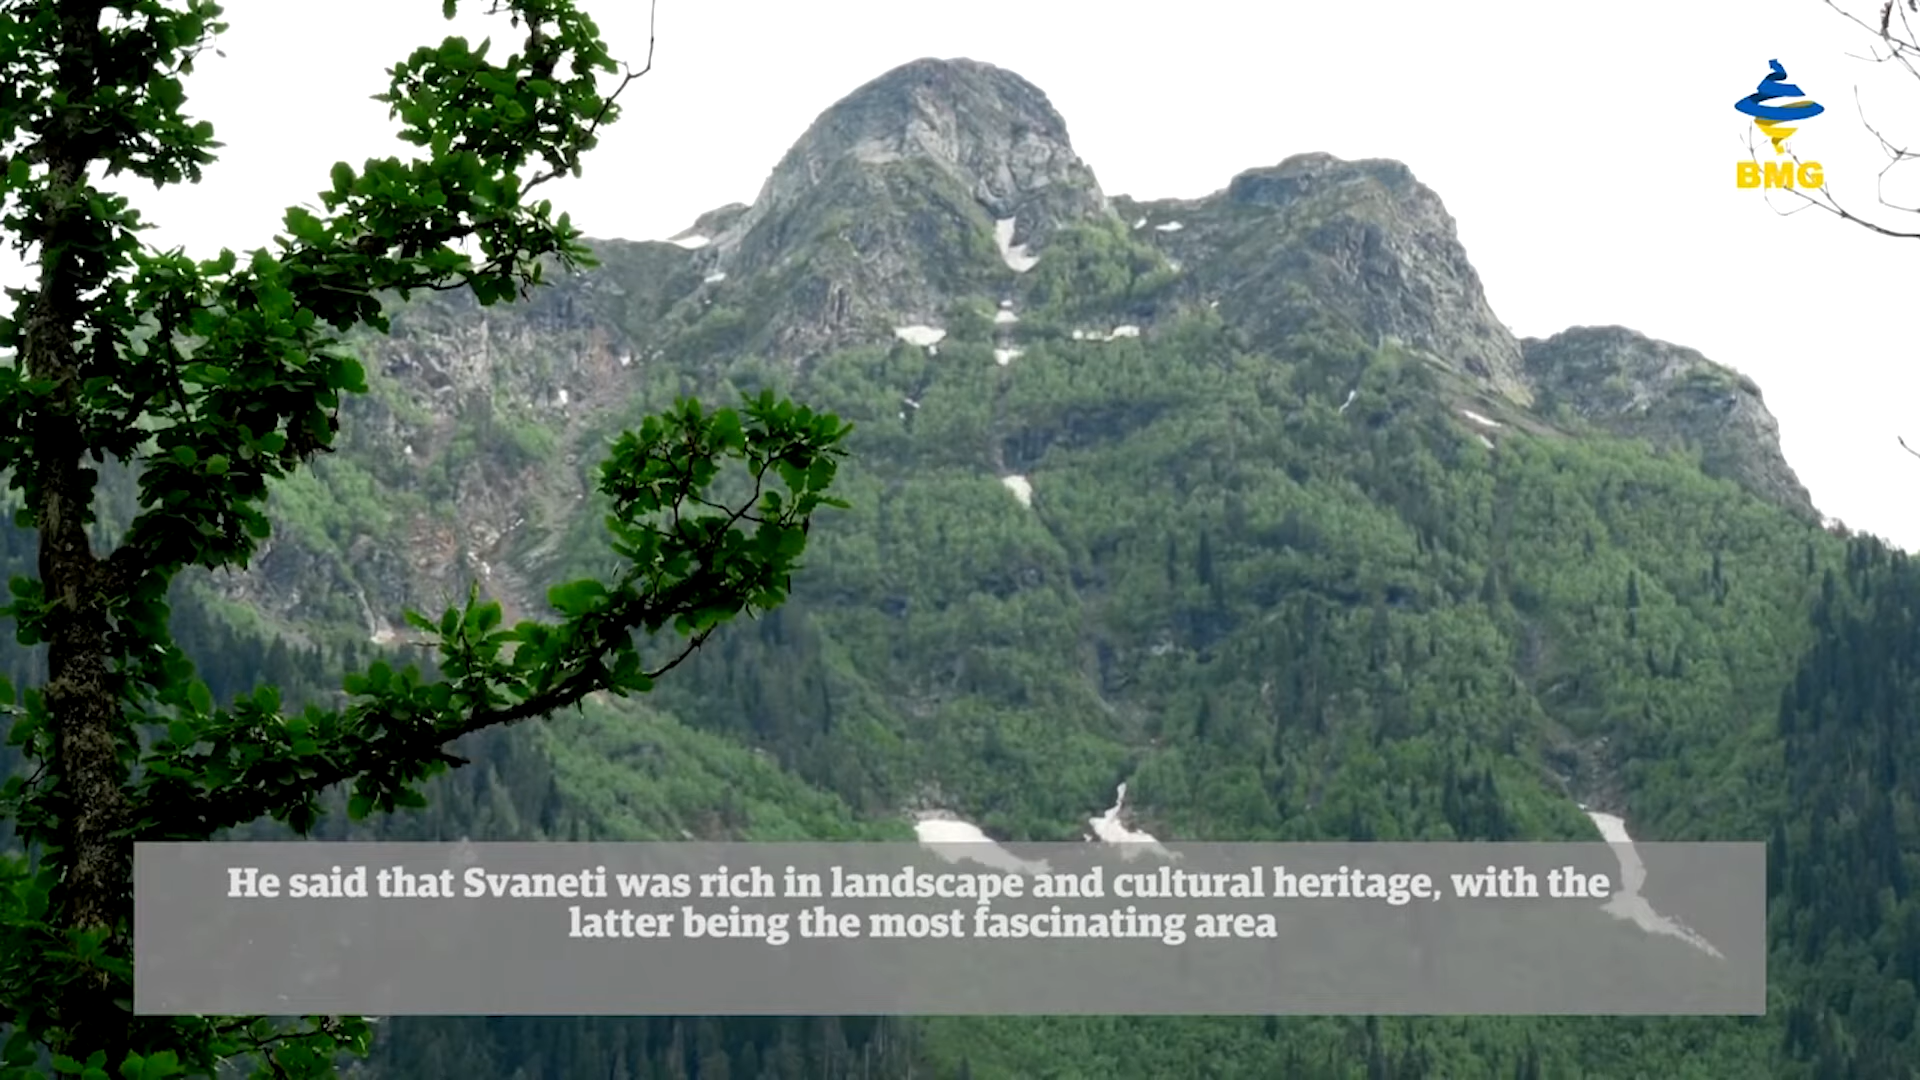 BMG
He said that Svaneti was rich in landscape and cultural heritage, with the
latter being the most fascinating area